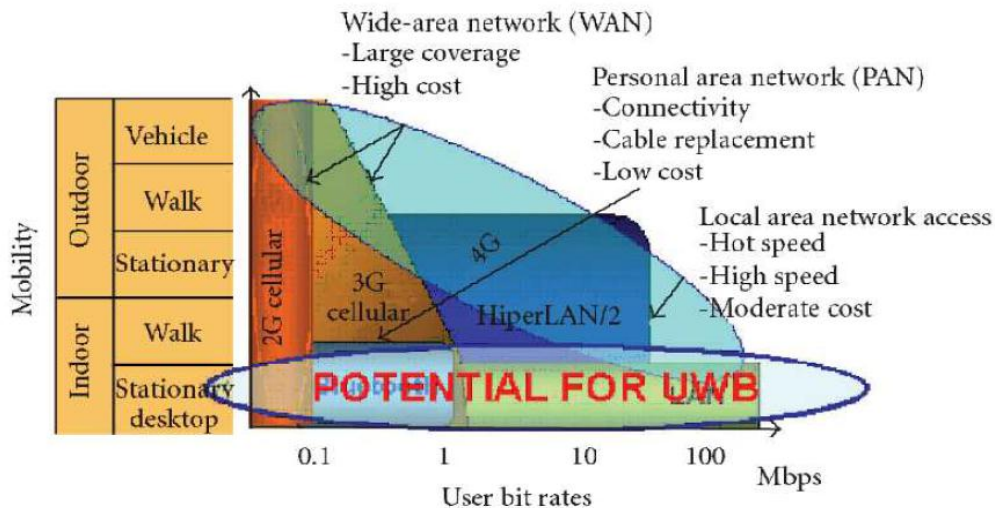 Wide-area network (WAN)
-Large coverage
-High cost
Personal area network (PAN)
-Connectivity
-Cable replacement
-Low cost
Local area network access
-Hot speed
-High speed
-Moderate cost
Mobility
Outdoor
Indoor
Vehicle
Walk
Stationary
Walk
Stationary
desktop
2G cellular
3G
cellular
4G
HiperLAN/2
POTENTIAL FOR UWB
LAN
0.1
1
10
100
Mbps
User bit rates